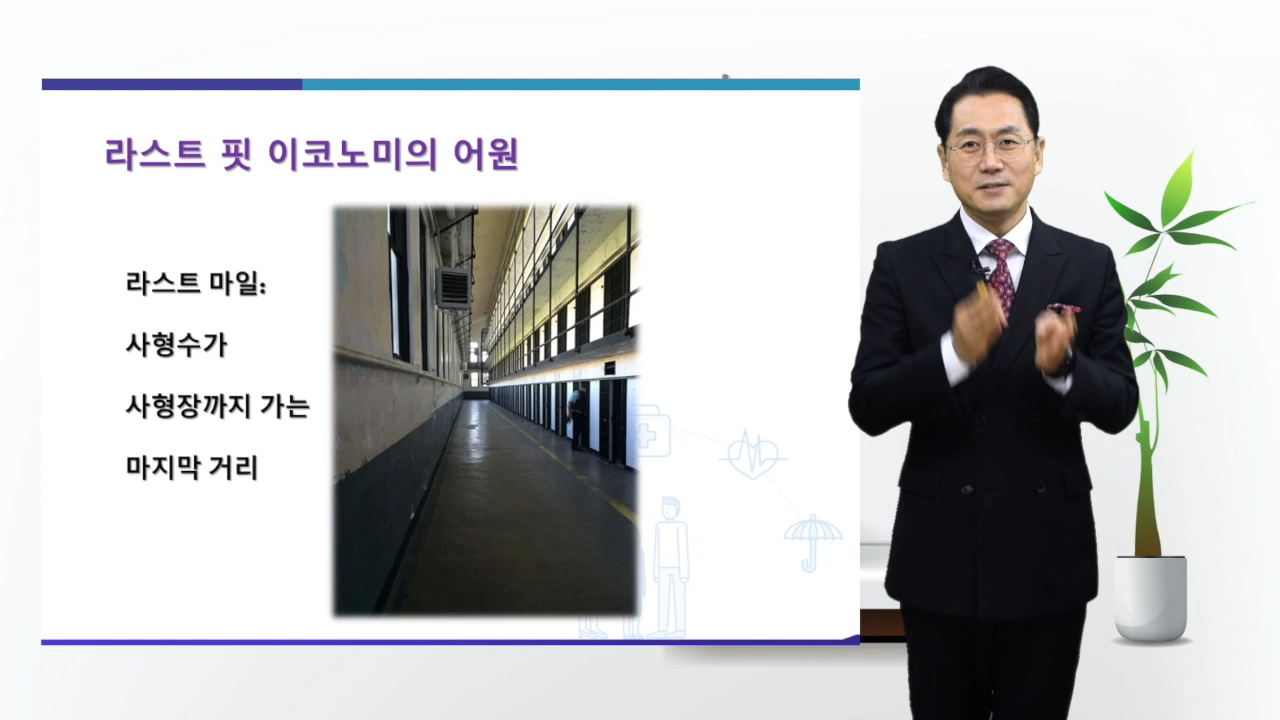 라스트 핏 이코노미의 어원
라스트 마일:
사형수가
사형장까지 가는
마지막 거리